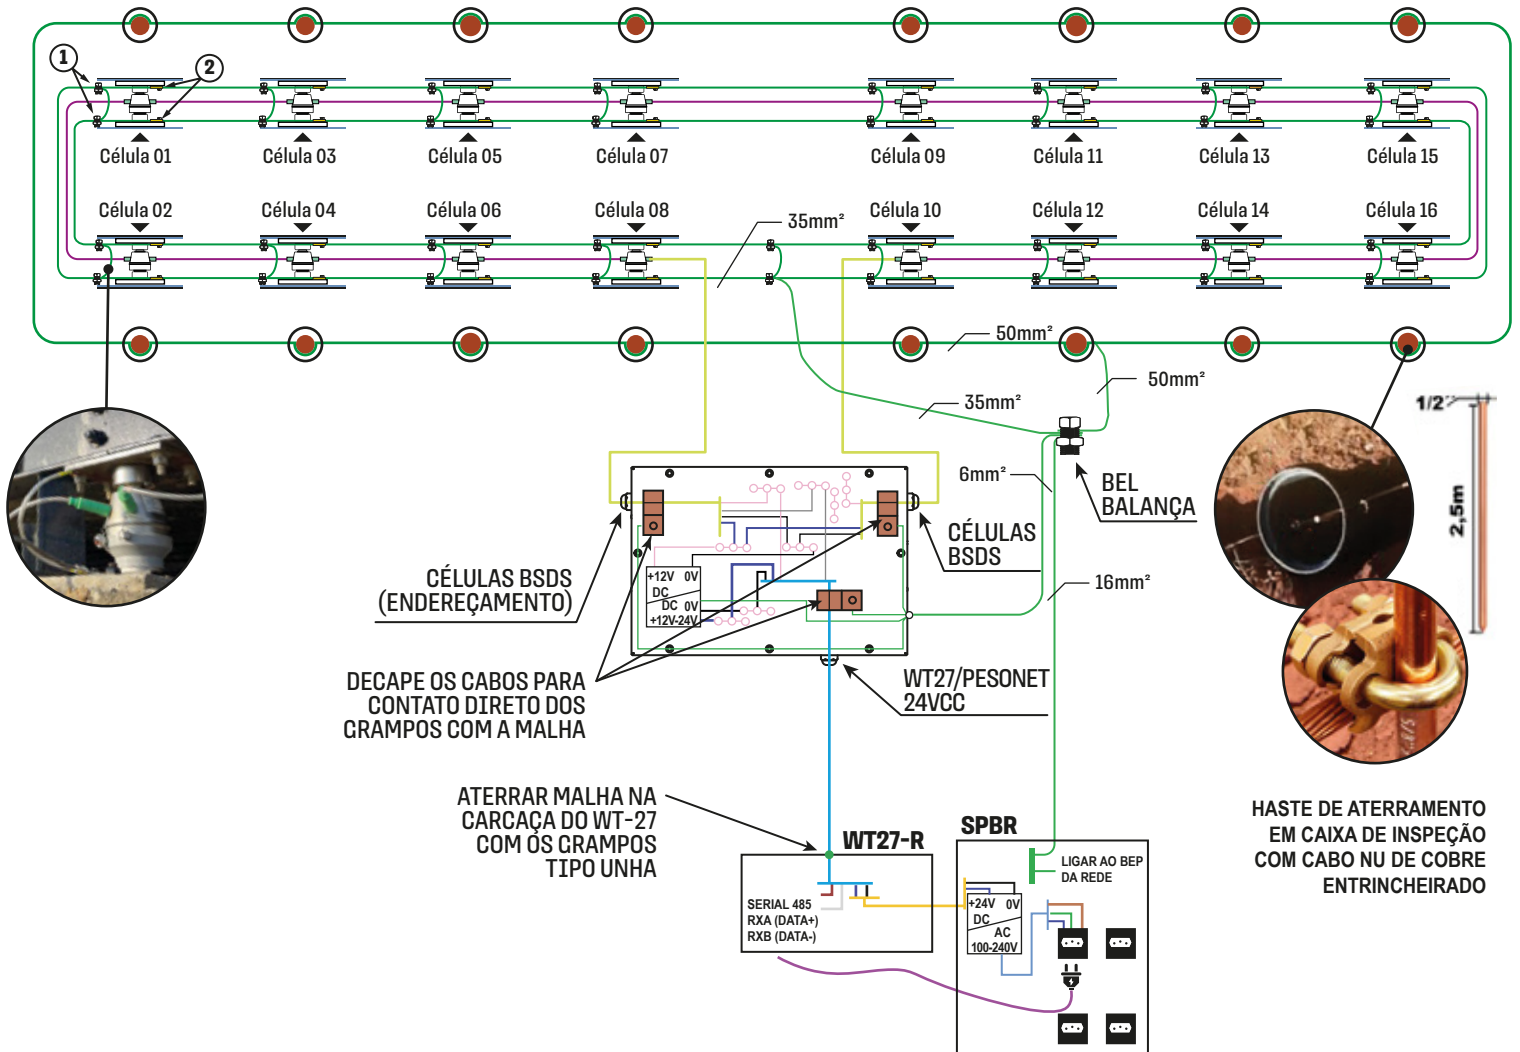 1
2
Célula 01
Célula 03
Célula 05
Célula 07
Célula 09
Célula 11
Célula 13
Célula 15
Célula 02
Célula 04
Célula 06
Célula 08
Célula 10
Célula 12
Célula 14
Célula 16
35mm²
50mm²
50mm²
35mm²
1/2"
2,5m
6mm²
BEL
BALANÇA
CÉLULAS
BSDS
CÉLULAS BSDS
(ENDEREÇAMENTO)
+12V 0V
DC
DC 0V
+12V-24V
16mm²
DECAPE OS CABOS PARA
CONTATO DIRETO DOS
GRAMPOS COM A MALHA
WT27/PESONET
24VCC
ATERRAR MALHA NA
CARCAÇA DO WT-27
COM OS GRAMPOS
TIPO UNHA
WT27-R
SERIAL 485
RXA (DATA+)
RXB (DATA-)
SPBR
LIGAR AO BEP
DA REDE
+24V 0V
DC
AC
100-240V
HASTE DE ATERRAMENTO
EM CAIXA DE INSPEÇÃO
COM CABO NU DE COBRE
ENTRINCHEIRADO